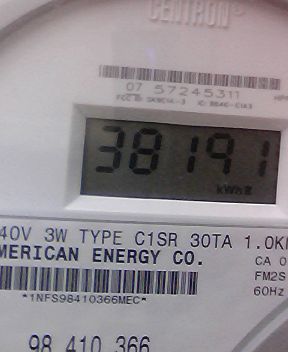 CENTRON®
07 57245311
38191
kWh
40V 3W TYPE C1SR 30TA 1.0K
MERICAN ENERGY CO.
CA 0
FM2S
60Hz
*1NFS98410366MEC*
98 410 366